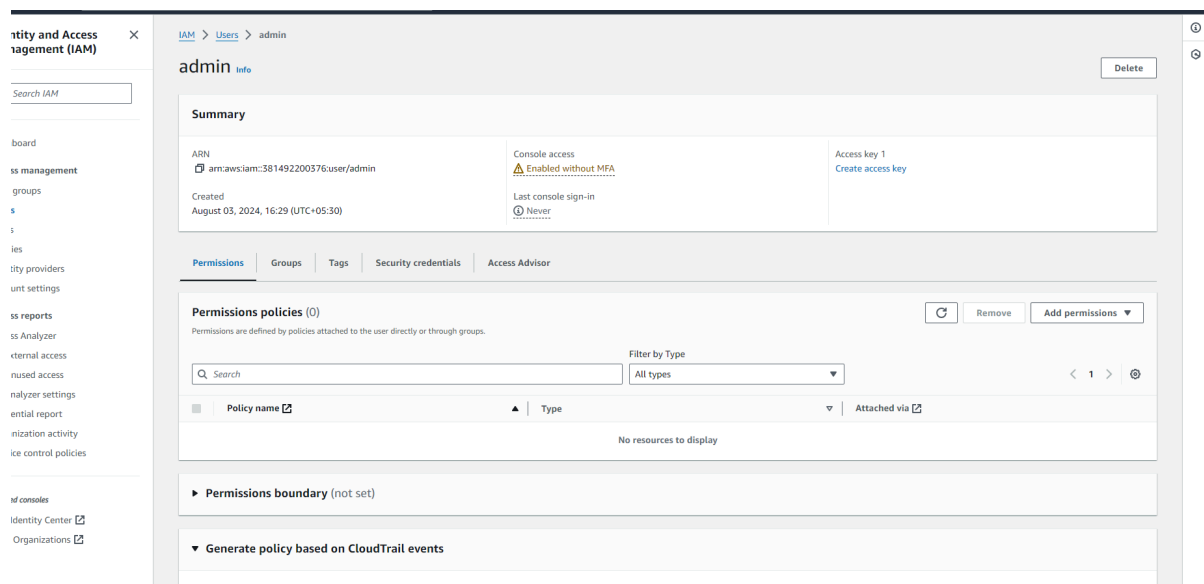 ntity and Access
nagement (IAM)
Search IAM
board
ss management
groups
s
s
ies
tity providers
unt settings
ss reports
ss Analyzer
xternal access
nused access
nalyzer settings
ential report
nization activity
ice control policies
ed consoles
Identity Center
Organizations
IAM > Users > admin
admin Info
Delete
Summary
ARN
arn:aws:iam::381492200376:user/admin
Created
August 03, 2024, 16:29 (UTC+05:30)
Console access
Enabled without MFA
Last console sign-in
Never
Access key 1
Create access key
Permissions Groups Tags Security credentials Access Advisor
Permissions policies (0)
Permissions are defined by policies attached to the user directly or through groups.
Remove
Add permissions
Filter by Type
Search
All types
1
Policy name
Type
Attached via
No resources to display
Permissions boundary (not set)
Generate policy based on CloudTrail events